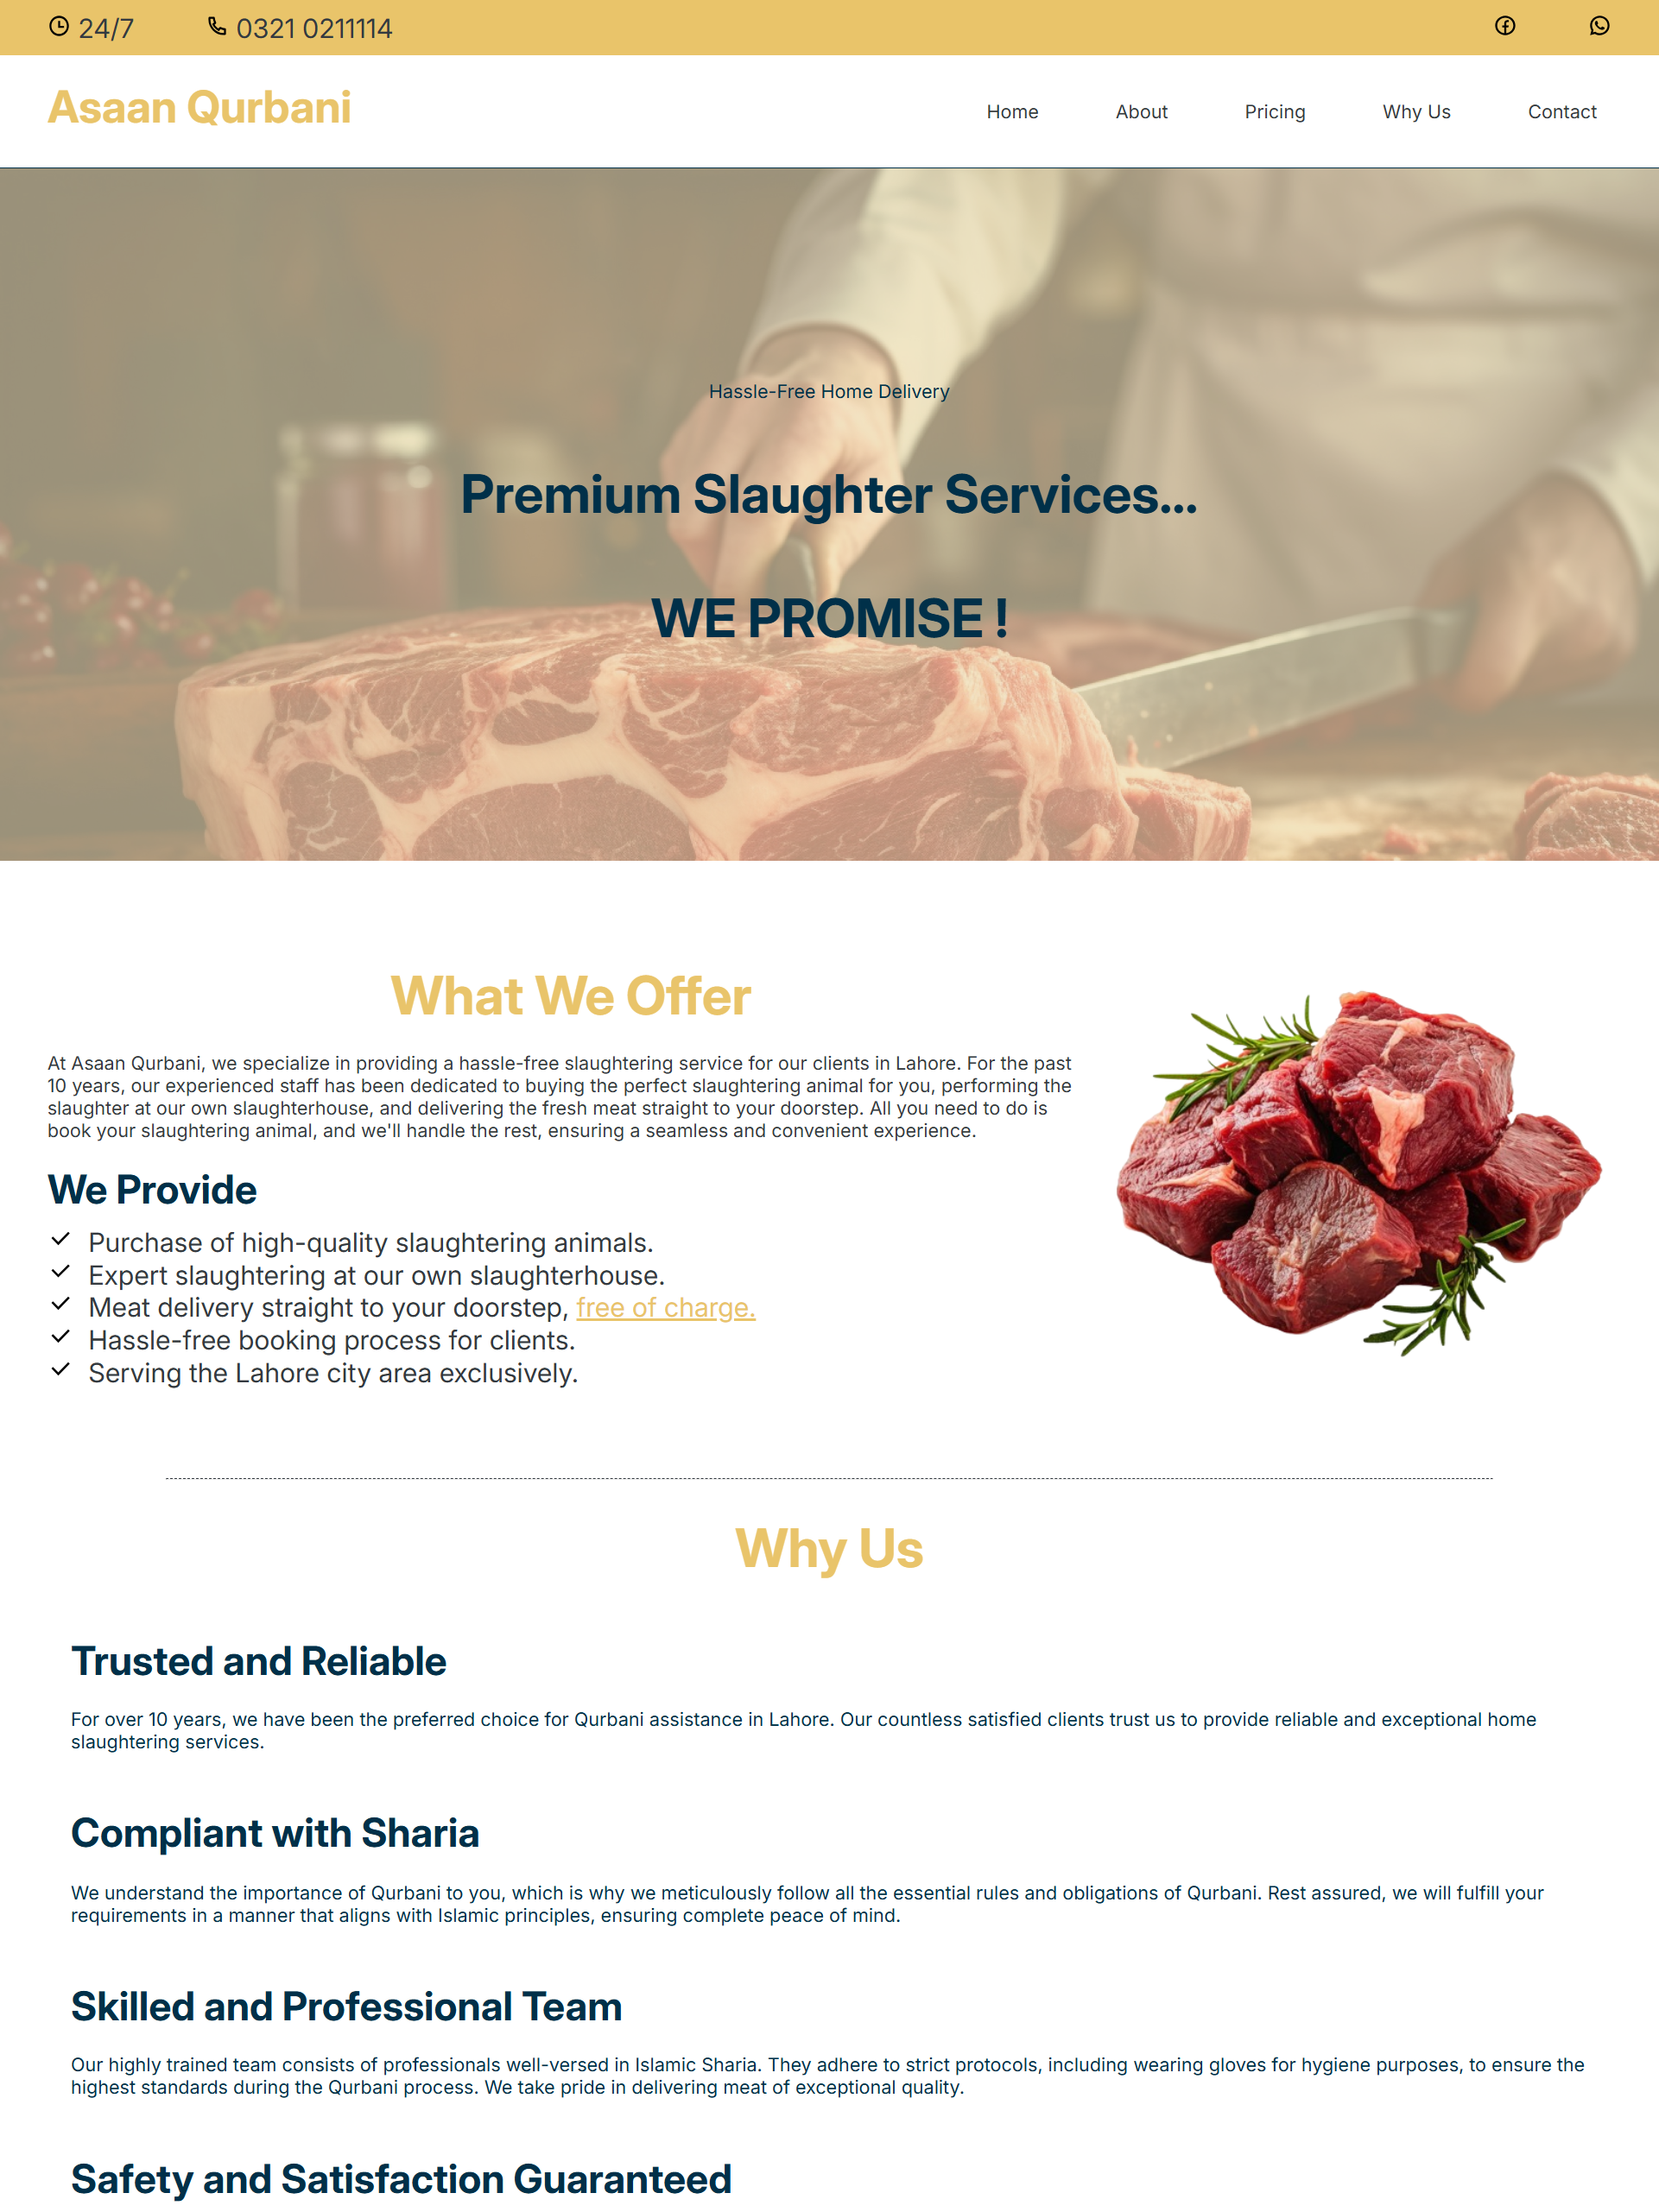 24/7
0321 0211114
Asaan Qurbani
Home
About
Pricing
Why Us
Contact
Hassle-Free Home Delivery
Premium Slaughter Services...
WE PROMISE !
What We Offer
At Asaan Qurbani, we specialize in providing a hassle-free slaughtering service for our clients in Lahore. For the past
10 years, our experienced staff has been dedicated to buying the perfect slaughtering animal for you, performing the
slaughter at our own slaughterhouse, and delivering the fresh meat straight to your doorstep. All you need to do is
book your slaughtering animal, and we'll handle the rest, ensuring a seamless and convenient experience.
We Provide
Purchase of high-quality slaughtering animals.
Expert slaughtering at our own slaughterhouse.
Meat delivery straight to your doorstep, free of charge.
Hassle-free booking process for clients.
Serving the Lahore city area exclusively.
Why Us
Trusted and Reliable
For over 10 years, we have been the preferred choice for Qurbani assistance in Lahore. Our countless satisfied clients trust us to provide reliable and exceptional home
slaughtering services.
Compliant with Sharia
We understand the importance of Qurbani to you, which is why we meticulously follow all the essential rules and obligations of Qurbani. Rest assured, we will fulfill your
requirements in a manner that aligns with Islamic principles, ensuring complete peace of mind.
Skilled and Professional Team
Our highly trained team consists of professionals well-versed in Islamic Sharia. They adhere to strict protocols, including wearing gloves for hygiene purposes, to ensure the
highest standards during the Qurbani process. We take pride in delivering meat of exceptional quality.
Safety and Satisfaction Guaranteed